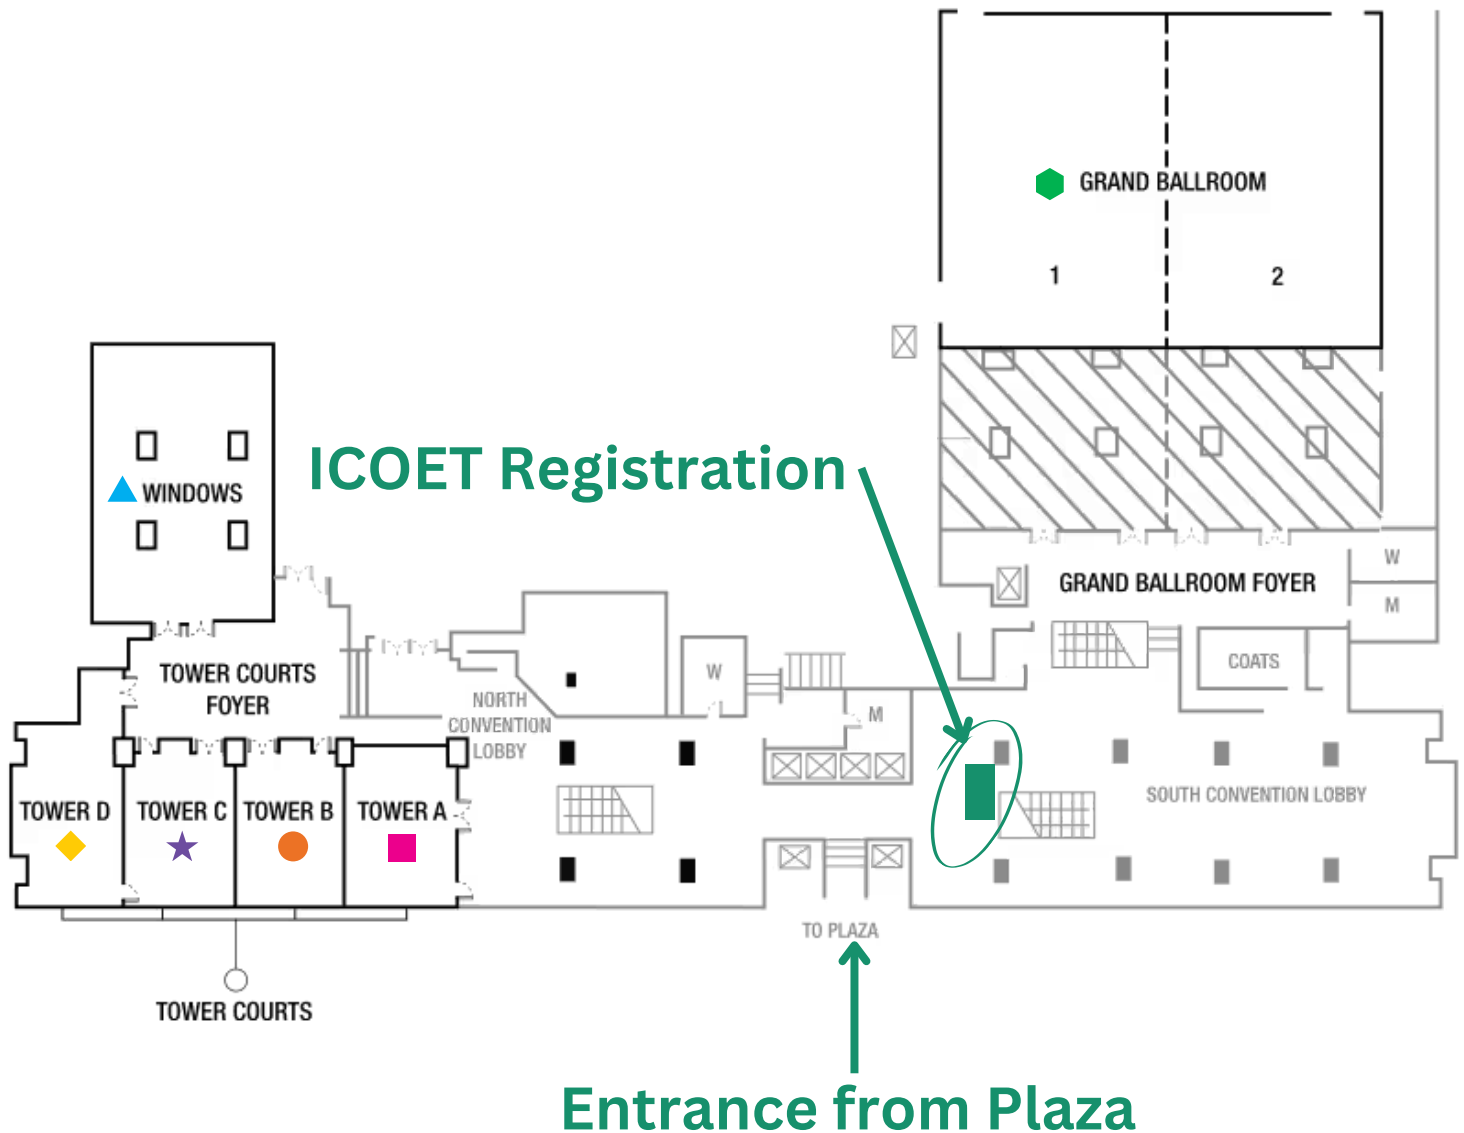 GRAND BALLROOM
1
2
ICOET Registration
WINDOWS
W
GRAND BALLROOM FOYER
M
TOWER COURTS
FOYER
NORTH
CONVENTION
LOBBY
W
M
COATS
TOWER D
TOWER C
TOWER B
TOWER A
SOUTH CONVENTION LOBBY
TO PLAZA
TOWER COURTS
Entrance from Plaza